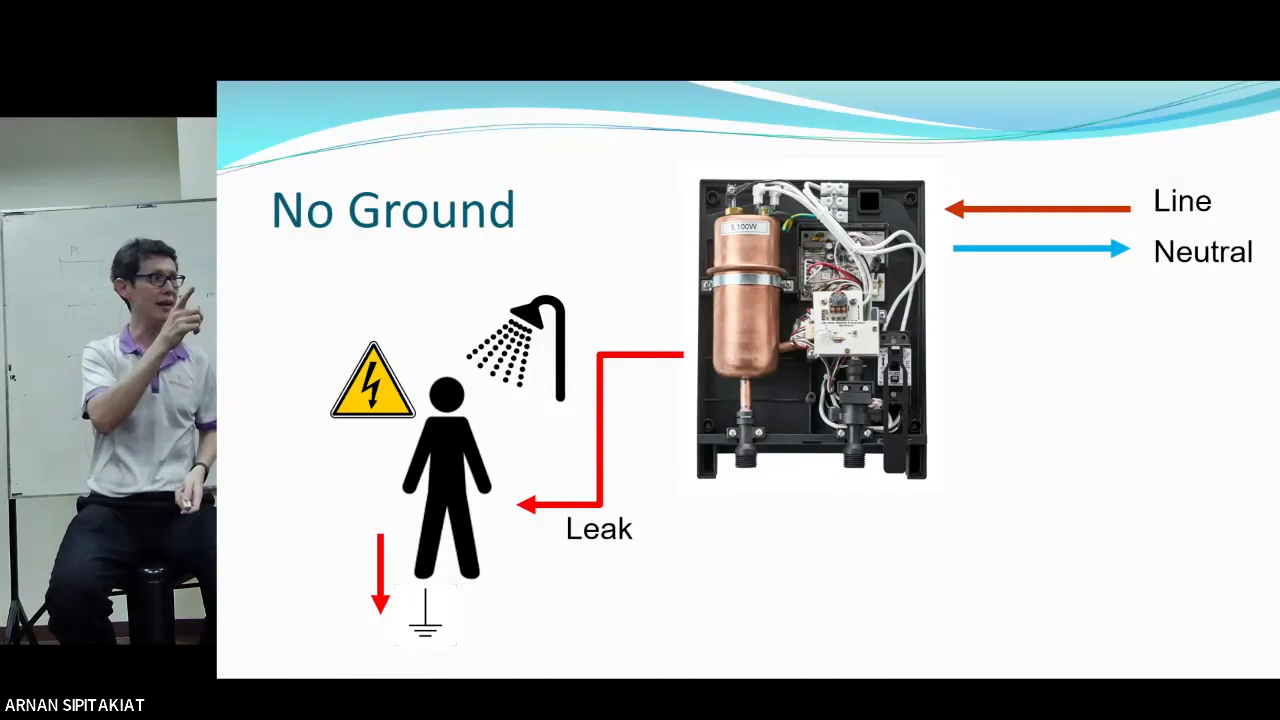 No Ground
5,100W.
Line
Neutral
Leak
ARNAN SIPITAKIAT